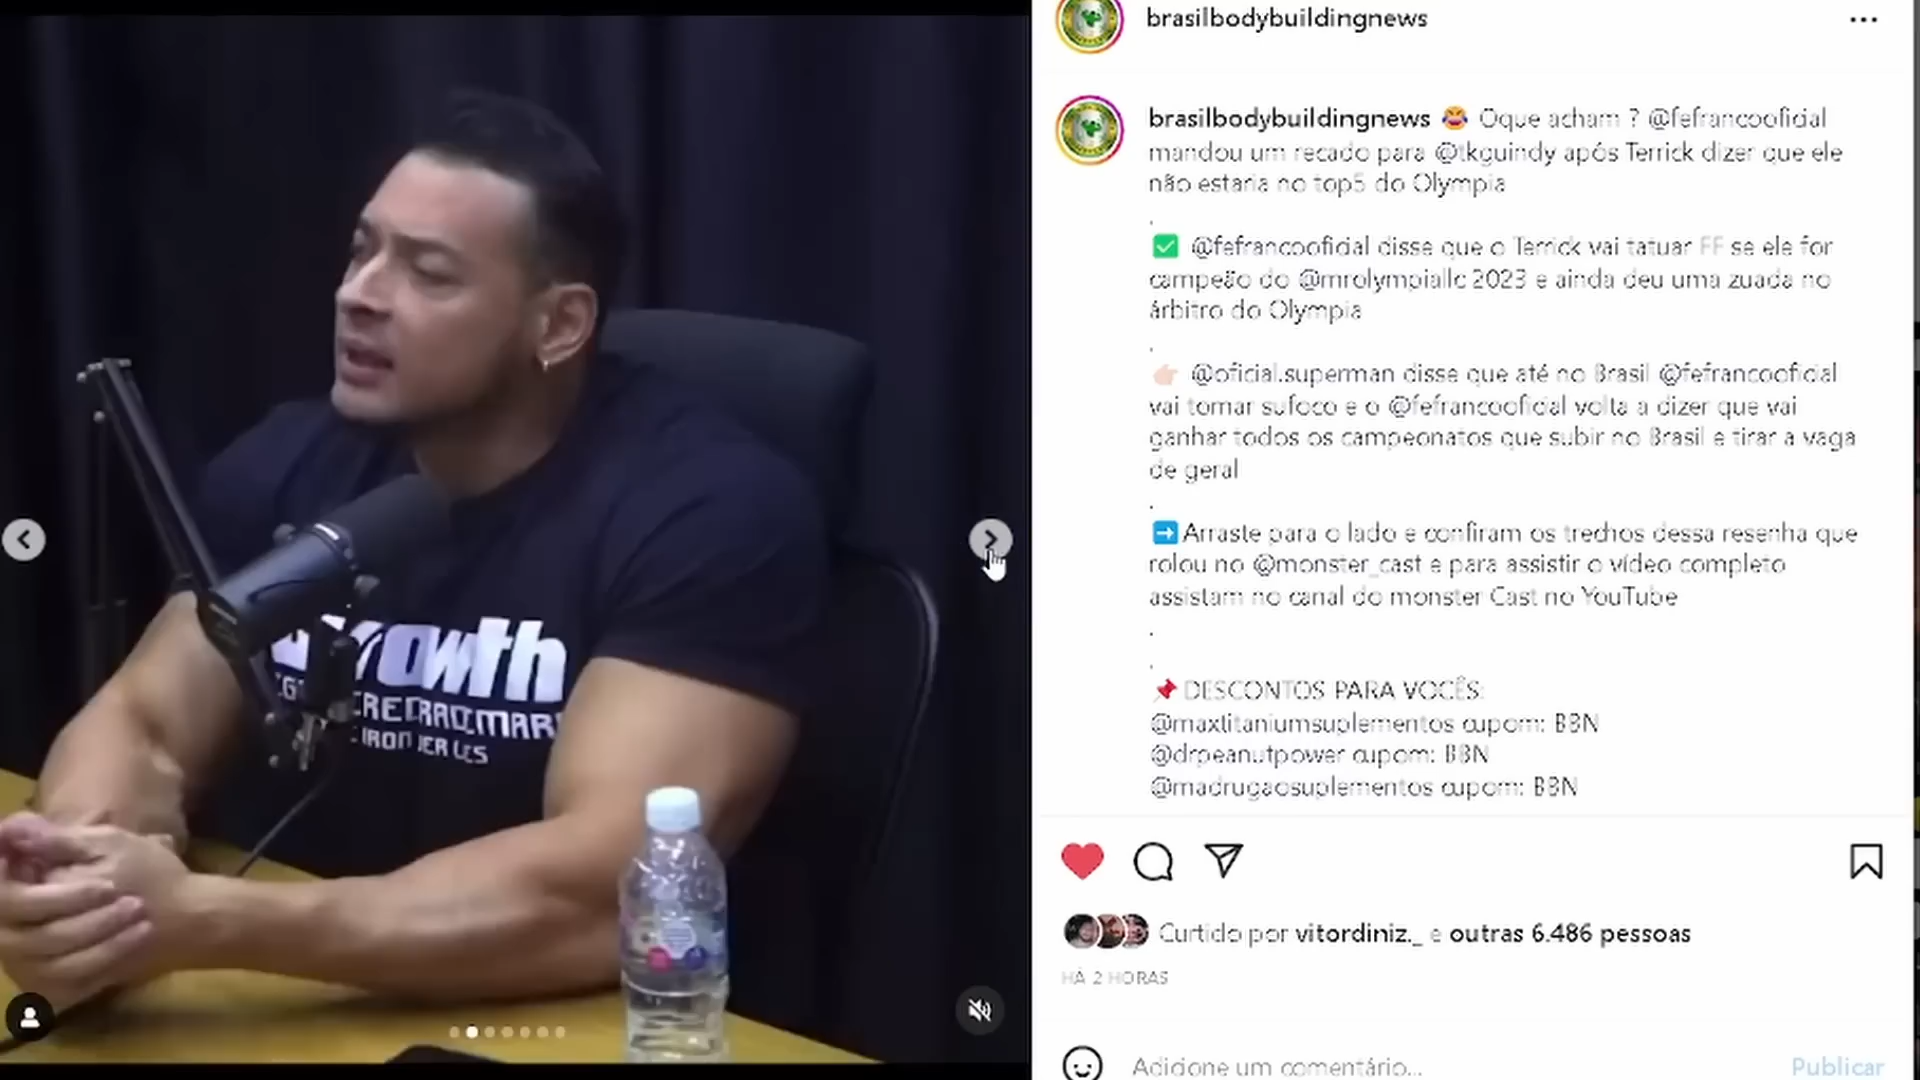 brasilbodybuildingnews
brasilbodybuildingnews 😆 Oque acham ? @fefrancooficial
mandou um recado para @tkguindy após Terrick dizer que ele
não estaria no top5 do Olympia
.
✅ @fefrancooficial disse que o Terrick vai tatuar FF se ele for
campeão do @mrolympiallc 2023 e ainda deu uma zuada no
árbitro do Olympia
.
👉🏻 @oficial.superman disse que até no Brasil @fefrancooficial
vai tomar sufoco e o @fefrancooficial volta a dizer que vai
ganhar todos os campeonatos que subir no Brasil e tirar a vaga
de geral
.
➡️Arraste para o lado e confiram os trechos dessa resenha que
rolou no @monster_cast e para assistir o vídeo completo
assistam no canal do monster Cast no YouTube
.
.
📌DESCONTOS PARA VOCÊS:
@maxtitaniumsuplementos cupom: BBN
@drpeanutpower cupom: BBN
@madrugaosuplementos cupom: BBN
Curtido por vitordiniz._ e outras 6.486 pessoas
HÁ 2 HORAS
Adicione um comentário...
Publicar